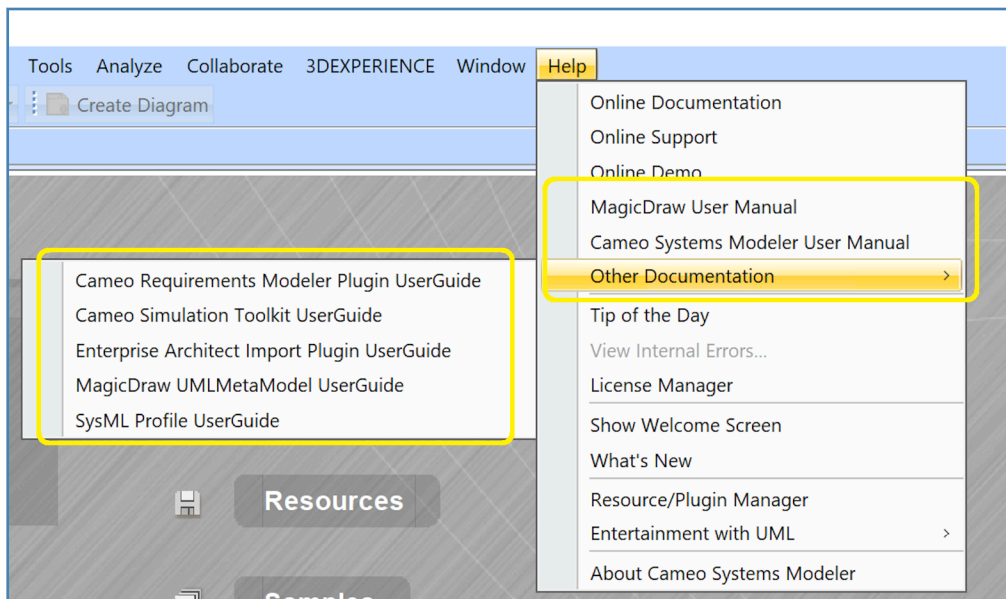 Tools Analyze Collaborate 3DEXPERIENCE Window Help
Create Diagram
Online Documentation
Online Support
Online Demo
MagicDraw User Manual
Cameo Systems Modeler User Manual
Other Documentation
Cameo Requirements Modeler Plugin UserGuide
Cameo Simulation Toolkit UserGuide
Enterprise Architect Import Plugin UserGuide
MagicDraw UMLMetaModel UserGuide
SysML Profile UserGuide
Tip of the Day
View Internal Errors...
License Manager
Show Welcome Screen
What's New
Resource/Plugin Manager
Entertainment with UML
About Cameo Systems Modeler
Resources
Samples